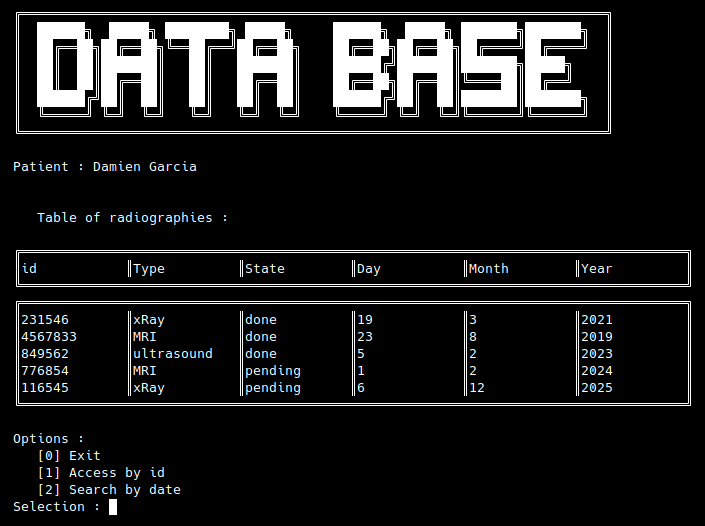 DATA BASE
Patient : Damien Garcia
Table of radiographies :
id Type State Day Month Year
231546 xRay done 19 3 2021
4567833 MRI done 23 8 2019
849562 ultrasound done 5 2 2023
776854 MRI pending 1 2 2024
116545 xRay pending 6 12 2025
Options :
[0] Exit
[1] Access by id
[2] Search by date
Selection :